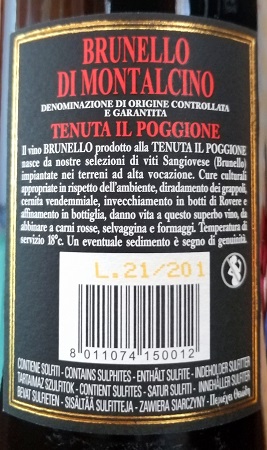 BRUNELLO
DI MONTALCINO
DENOMINAZIONE DI ORIGINE CONTROLLATA
E GARANTITA
TENUTA IL POGGIONE
Il vino BRUNELLO prodotto alla TENUTA IL POGGIONE
nasce da nostre selezioni di viti Sangiovese (Brunello)
impiantate nei terreni ad alta vocazione. Cure culturali
appropriate in rispetto dell'ambiente, diradamento dei grappoli,
cernita vendemmiale, invecchiamento in botti di Rovere e
affinamento in bottiglia, danno vita a questo superbo vino, da
abbinare a carni rosse, selvaggina e formaggi. Temperatura di
servizio 18°c. Un eventuale sedimento è segno di genuinità.
L.21/201
8 011074 150012
CONTIENE SOLFITI - CONTAINS SULPHITES - ENTHÄLT SULFITE - INDEHOLDER SULFITTER
TARTALMAZ SZULFITOK - CONTIENT SULFITES - SATUR SULFITI - INNEHÅLLER SULFITER
BEVAT SULFIETEN - SISÄLTÄÄ SULFITTEJA - ZAWIERA SIARCZYNY - Περιέχει Θειώδη